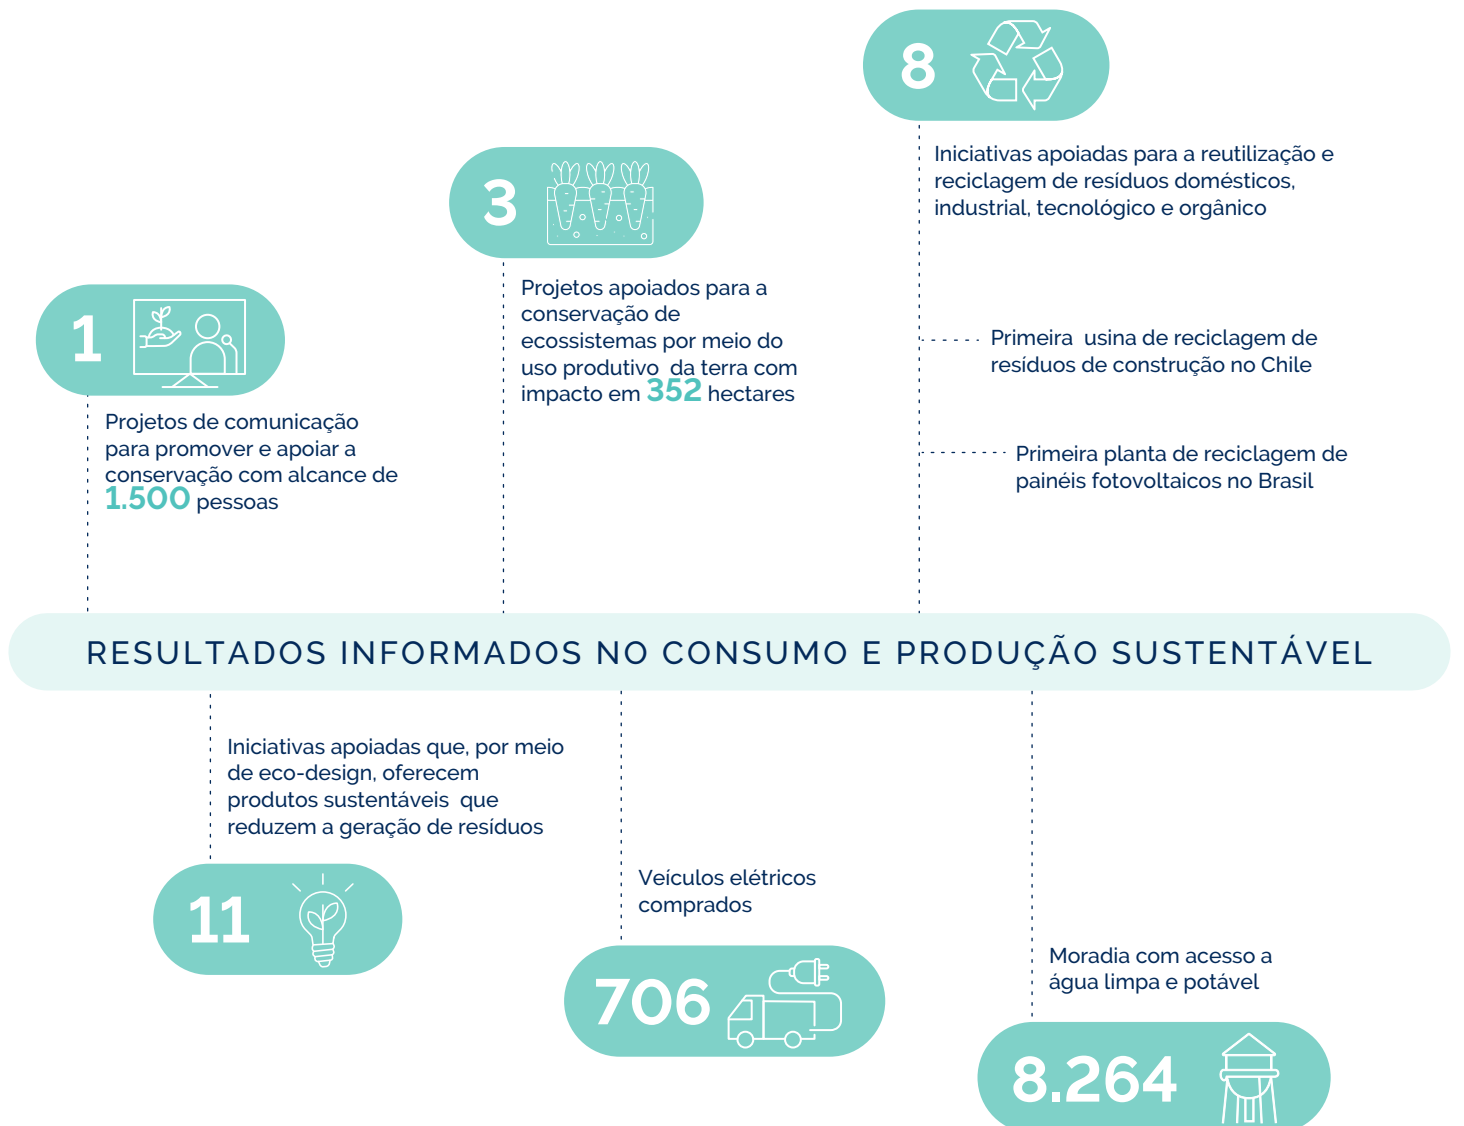 1
Projetos de comunicação
para promover e apoiar a
conservação com alcance de
1.500 pessoas
3
Projetos apoiados para a
conservação de
ecossistemas por meio do
uso produtivo da terra com
impacto em 352 hectares
8
Iniciativas apoiadas para a reutilização e
reciclagem de resíduos domésticos,
industrial, tecnológico e orgânico
Primeira usina de reciclagem de
resíduos de construção no Chile
Primeira planta de reciclagem de
painéis fotovoltaicos no Brasil
RESULTADOS INFORMADOS NO CONSUMO E PRODUÇÃO SUSTENTÁVEL
Iniciativas apoiadas que, por meio
de eco-design, oferecem
produtos sustentáveis que
reduzem a geração de resíduos
11
Veículos elétricos
comprados
706
Moradia com acesso a
água limpa e potável
8.264